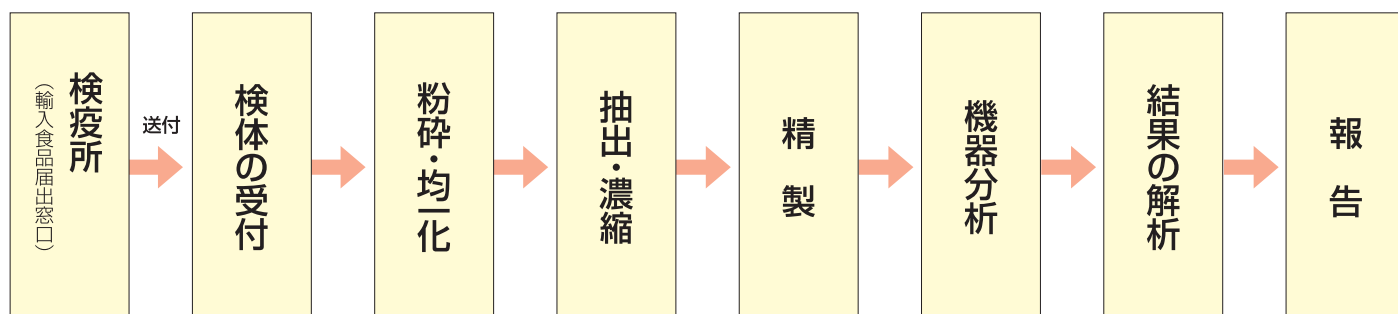 検疫所
（輸入食品届出窓口）
送付
検体の受付
粉砕・均一化
抽出・濃縮
精製
機器分析
結果の解析
報告